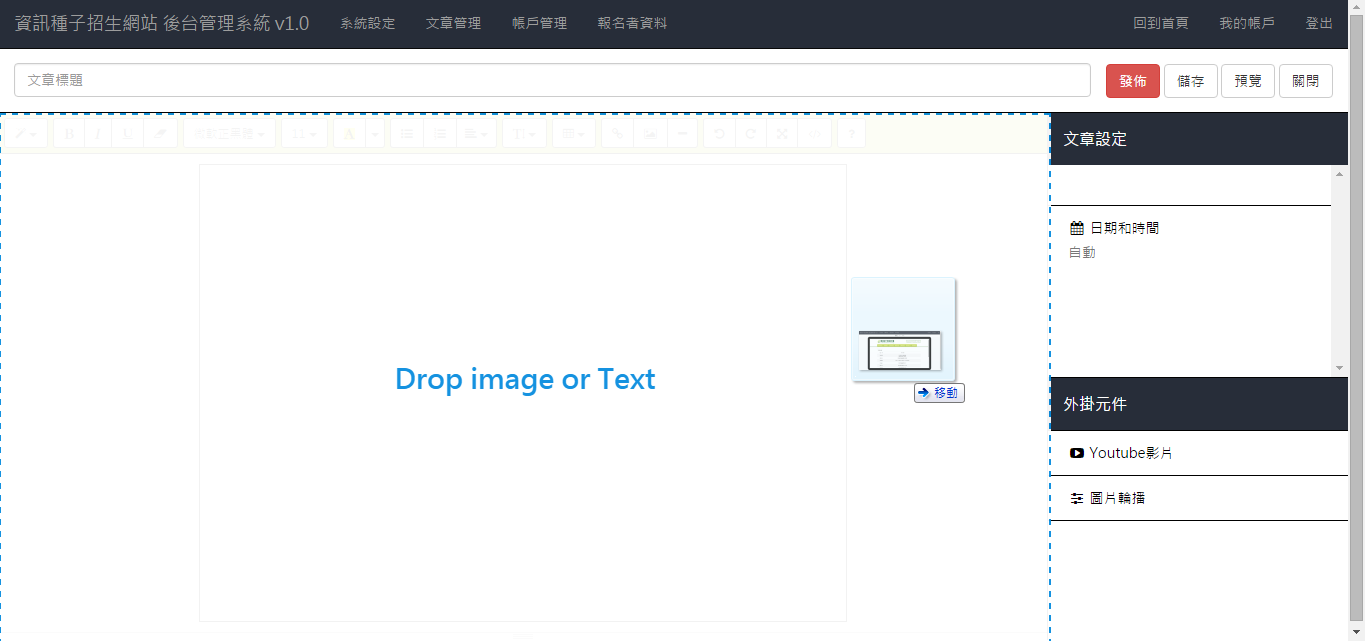 資訊種子招生網站 後台管理系統 v1.0 系統設定 文章管理 帳戶管理 報名者資料 回到首頁 我的帳戶 登出
文章標題 發佈 儲存 預覽 關閉
B I U A
文章設定
日期和時間
自動
Drop image or Text
移動
外掛元件
Youtube影片
圖片輪播